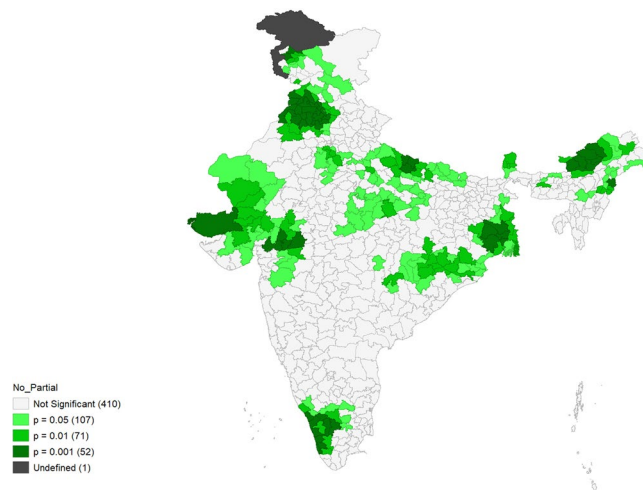 No_Partial
Not Significant (410)
p = 0.05 (107)
p = 0.01 (71)
p = 0.001 (52)
Undefined (1)